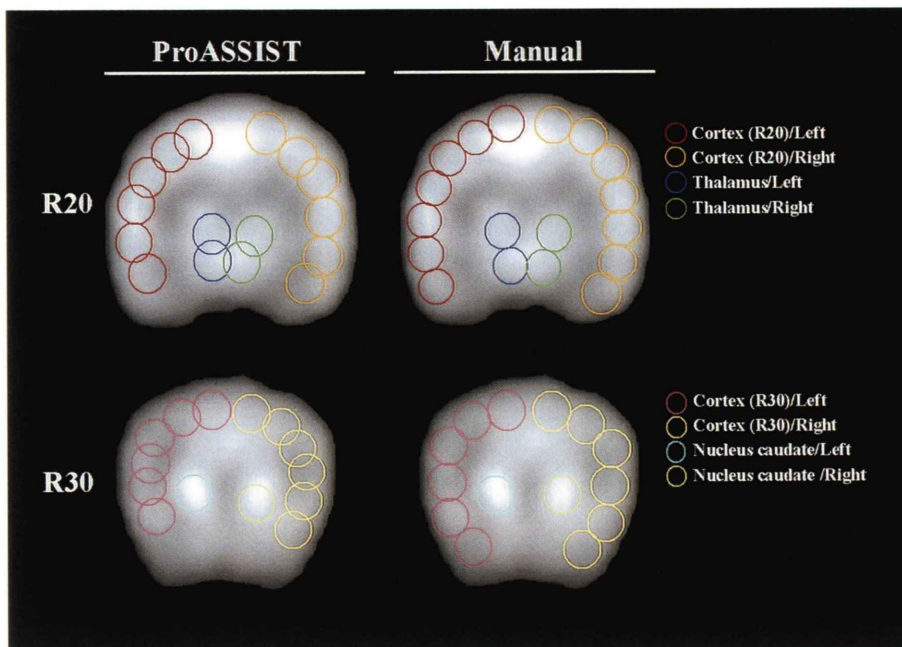 ProASSIST
Manual
R20
Cortex (R20)/Left
Cortex (R20)/Right
Thalamus/Left
Thalamus/Right
R30
Cortex (R30)/Left
Cortex (R30)/Right
Nucleus caudate/Left
Nucleus caudate /Right